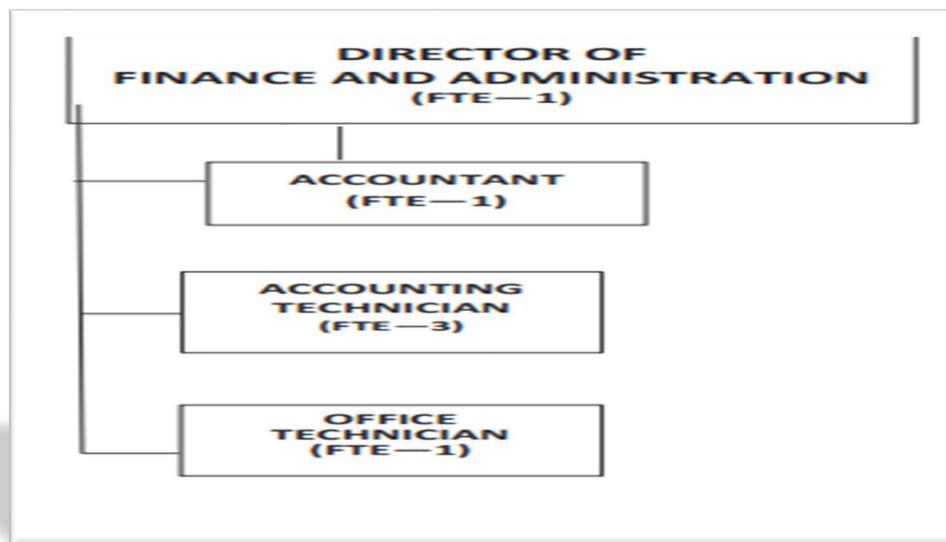 DIRECTOR OF
FINANCE AND ADMINISTRATION
(FTE—1)
ACCOUNTANT
(FTE—1)
ACCOUNTING
TECHNICIAN
(FTE—3)
OFFICE
TECHNICIAN
(FTE—1)